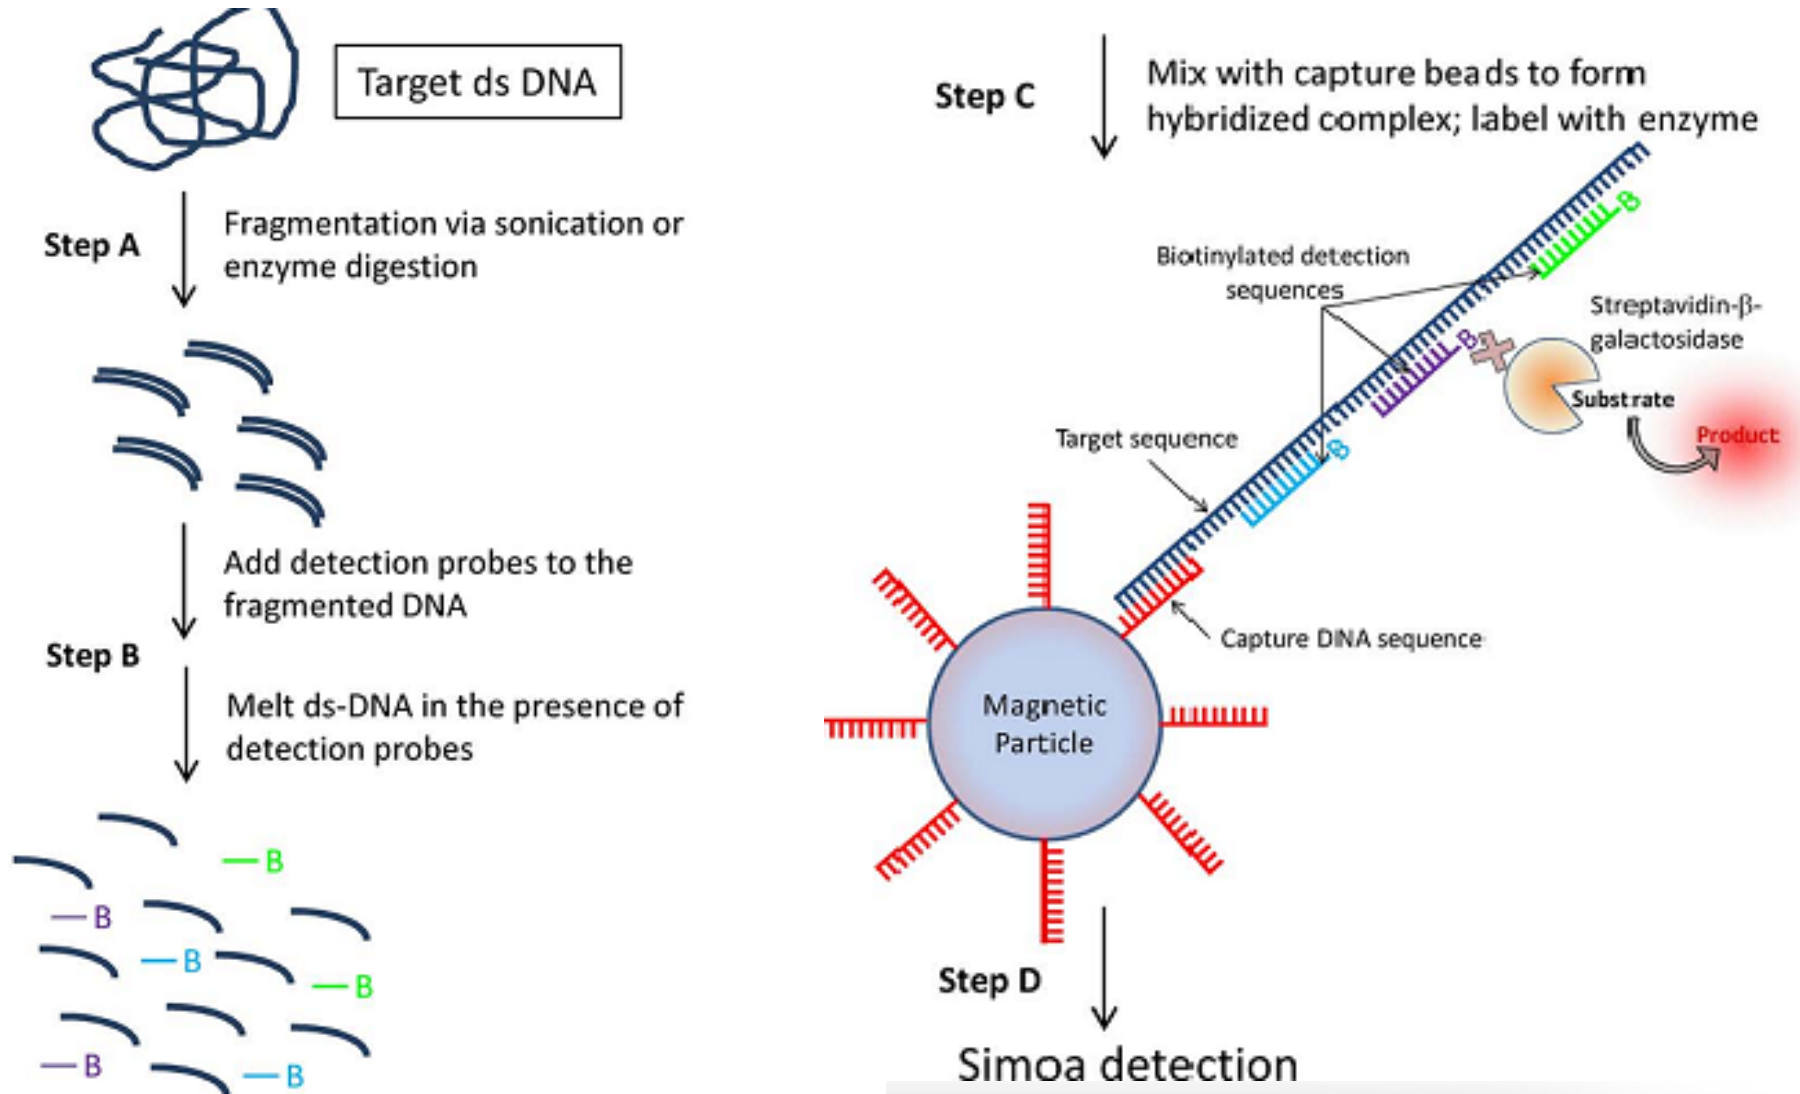 Target ds DNA
Step A
Fragmentation via sonication or
enzyme digestion
Add detection probes to the
fragmented DNA
Step B
Melt ds-DNA in the presence of
detection probes
B
B
B
B
B
B
Step C
Mix with capture beads to form
hybridized complex; label with enzyme
B
Biotinylated detection
sequences
Streptavidin-β-
galactosidase
B
Substrate
Product
Target sequence
B
Capture DNA sequence
Magnetic
Particle
Step D
Simoa detection